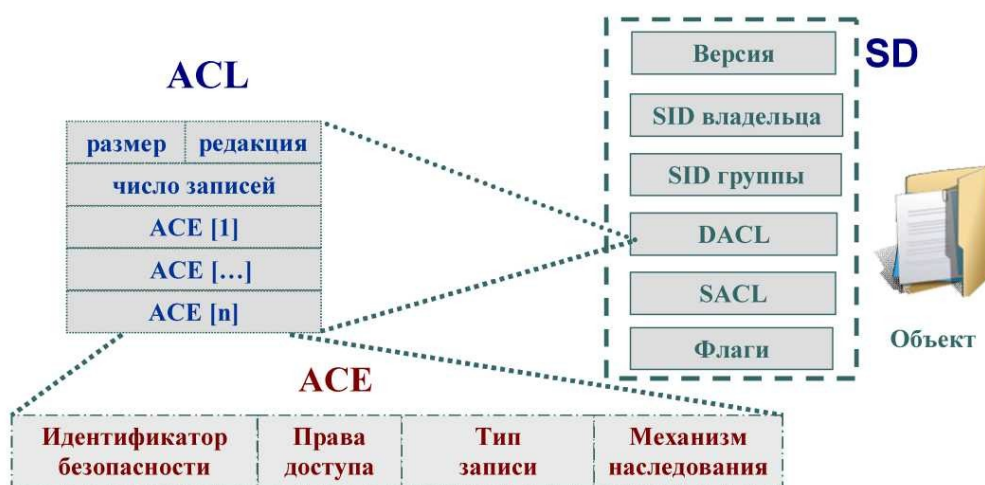 ACL
размер редакция
число записей
ACE [1]
ACE […]
ACE [n]
SD
Версия
SID владельца
SID группы
DACL
SACL
Флаги
Объект
ACE
Идентификатор
безопасности
Права
доступа
Тип
записи
Механизм
наследования